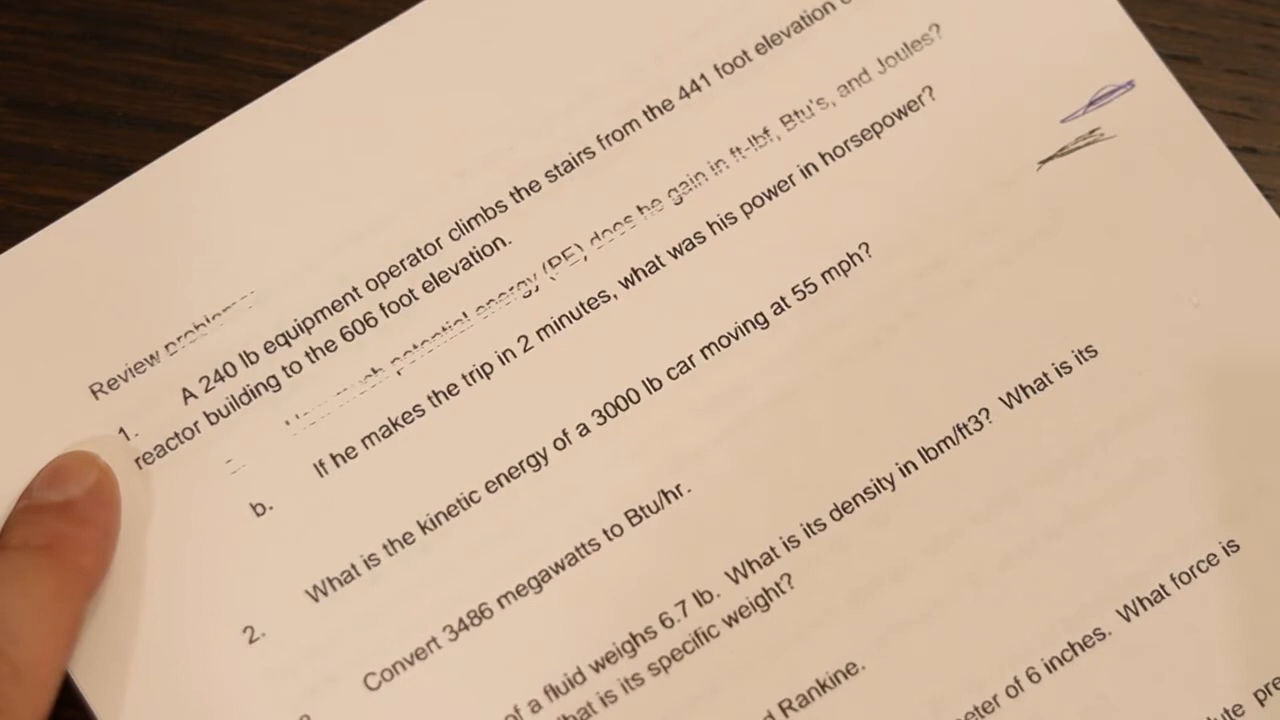 Review problems
1. A 240 lb equipment operator climbs the stairs from the 441 foot elevation
reactor building to the 606 foot elevation.
How much potential energy (PE) does he gain in ft-lbf, Btu's, and Joules?
b. If he makes the trip in 2 minutes, what was his power in horsepower?
2. What is the kinetic energy of a 3000 lb car moving at 55 mph?
Convert 3486 megawatts to Btu/hr.
of a fluid weighs 6.7 lb. What is its density in lbm/ft3? What is its
is its specific weight?
Rankine.
of 6 inches. What force is